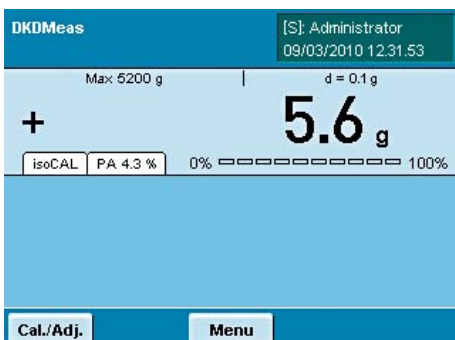 DKDMeas
[S]: Administrator
09/03/2010 12.31.53
Max 5200 g
d = 0.1 g
+ 5.6 g
isoCAL PA 4.3 % 0% 100%
Cal./Adj. Menu